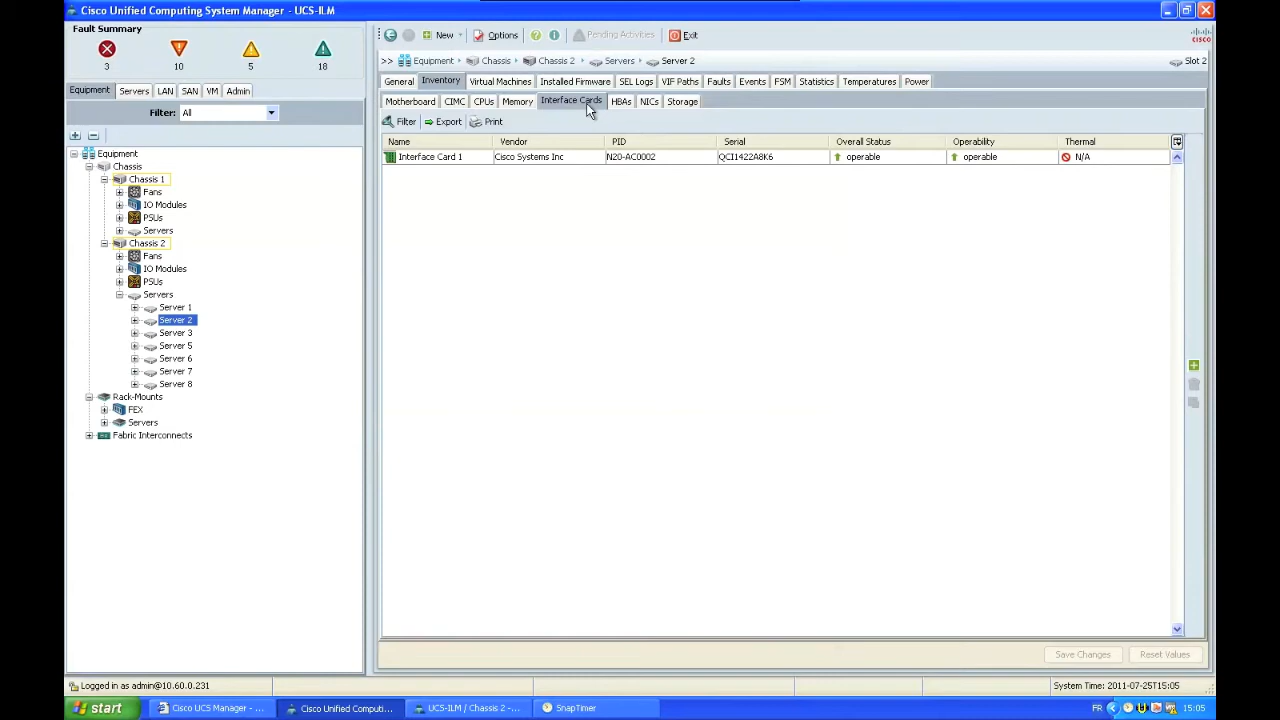 Cisco Unified Computing System Manager - UCS-ILM
Fault Summary
3 10 5 18
New Options Pending Activities Exit
cisco
>> Equipment Chassis Chassis 2 Servers Server 2 Slot 2
Equipment Servers LAN SAN VM Admin
Filter: All
General Inventory Virtual Machines Installed Firmware SEL Logs VIF Paths Faults Events FSM Statistics Temperatures Power
Motherboard CIMC CPUs Memory Interface Cards HBAs NICs Storage
Filter Export Print
Name Vendor PID Serial Overall Status Operability Thermal
Interface Card 1 Cisco Systems Inc N20-AC0002 QCI1422A8K6 operable operable N/A
Equipment
Chassis
Chassis 1
Fans
IO Modules
PSUs
Servers
Chassis 2
Fans
IO Modules
PSUs
Servers
Server 1
Server 2
Server 3
Server 5
Server 6
Server 7
Server 8
Rack-Mounts
FEX
Servers
Fabric Interconnects
Save Changes Reset Values
Logged in as admin@10.60.0.231 System Time: 2011-07-25T15:05
start Cisco UCS Manager - ... Cisco Unified Computi... UCS-ILM / Chassis 2 -... SnapTimer FR 15:05